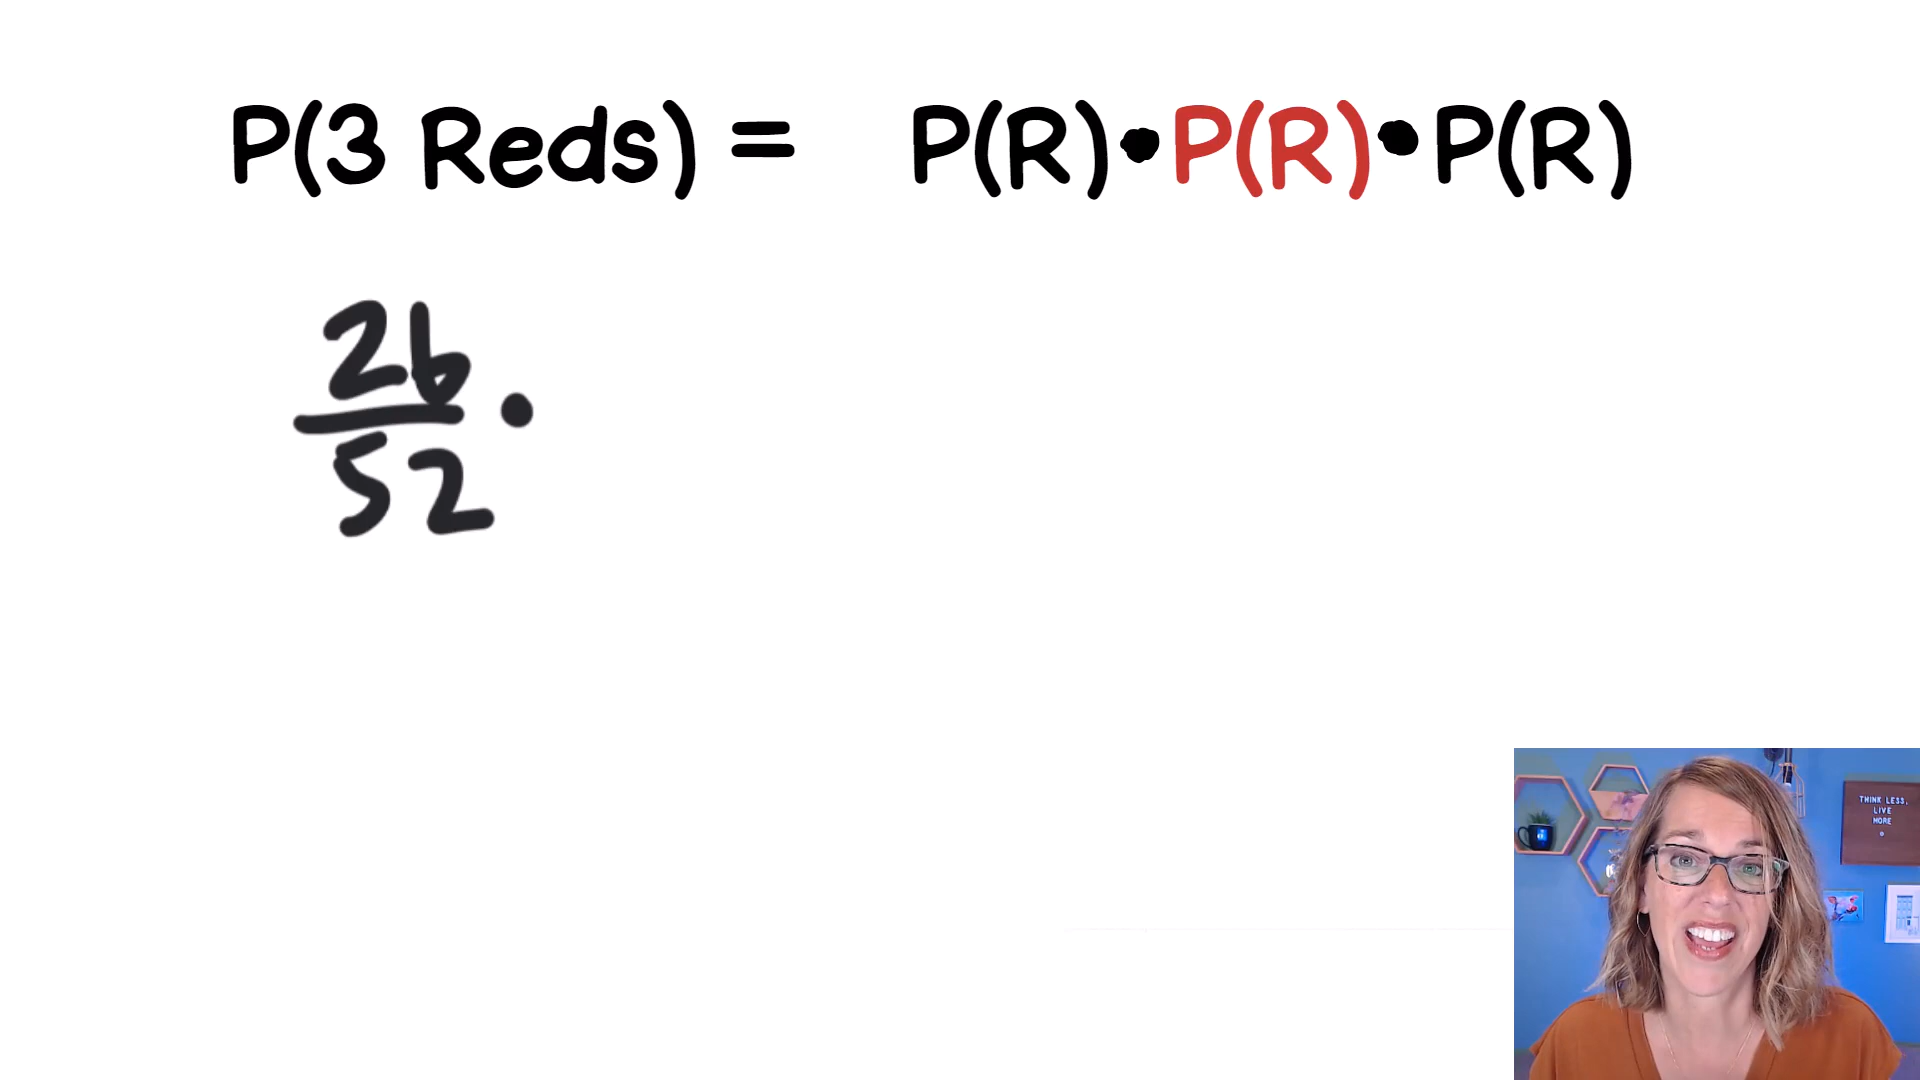 P(3 Reds) = P(R)•P(R)•P(R)
26
52 •
THINK LESS,
LIVE
MORE